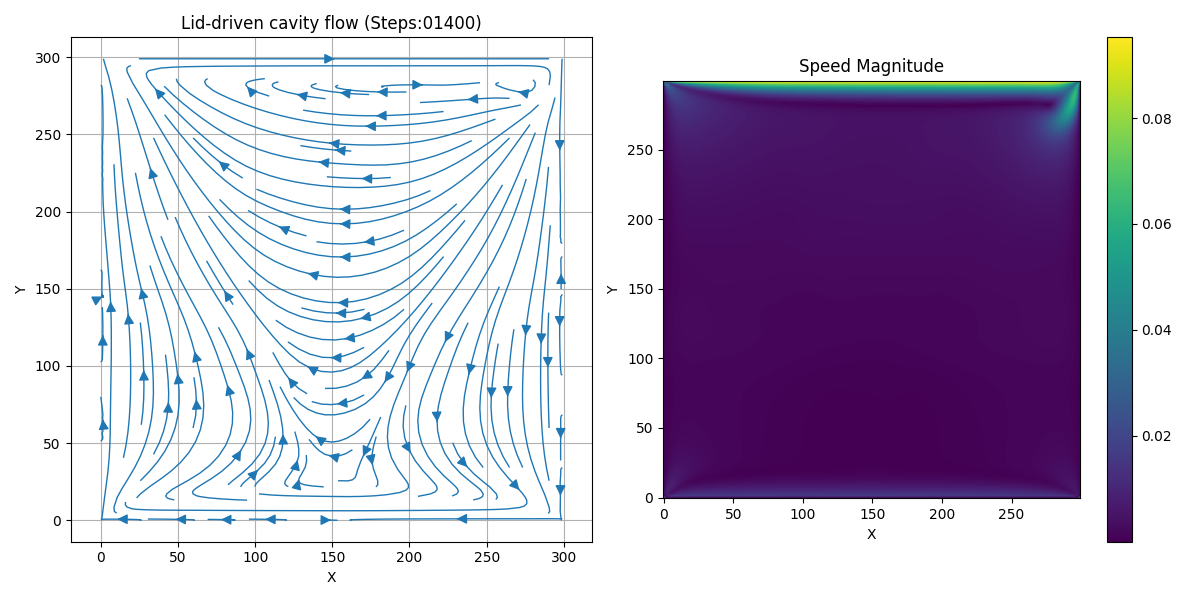 Lid-driven cavity flow (Steps:01400)
300
250
200
150
100
50
0
0 50 100 150 200 250 300
X
Y
Speed Magnitude
250
200
150
100
50
0
0 50 100 150 200 250
X
Y
0.08
0.06
0.04
0.02